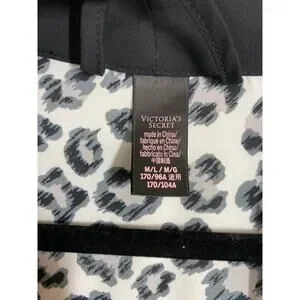 VICTORIA'S
SECRET
made in China/
fabriqué en Chine/
hecho en China/
fabbricato in China/
中国制造
M/L / M/G
170/96A 适用
170/104A